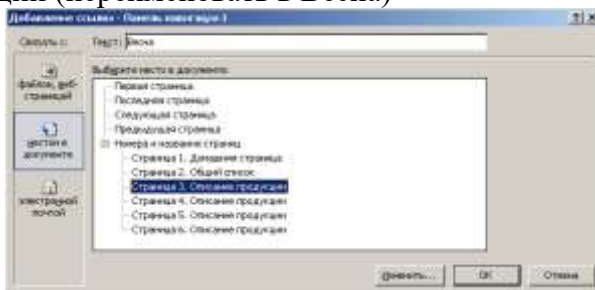 ции (переименовать в Весна)
Добавление ссылки - Панель навигации 1
Связать с:
Текст: Весна
Выберите место в документе:
файлом, веб-страницей
местом в документе
электронной почтой
Первая страница
Последняя страница
Следующая страница
Предыдущая страница
Номера и названия страниц
Страница 1. Домашняя страница
Страница 2. Общий список
Страница 3. Описание продукции
Страница 4. Описание продукции
Страница 5. Описание продукции
Страница 6. Описание продукции
Изменить...
ОК
Отмена